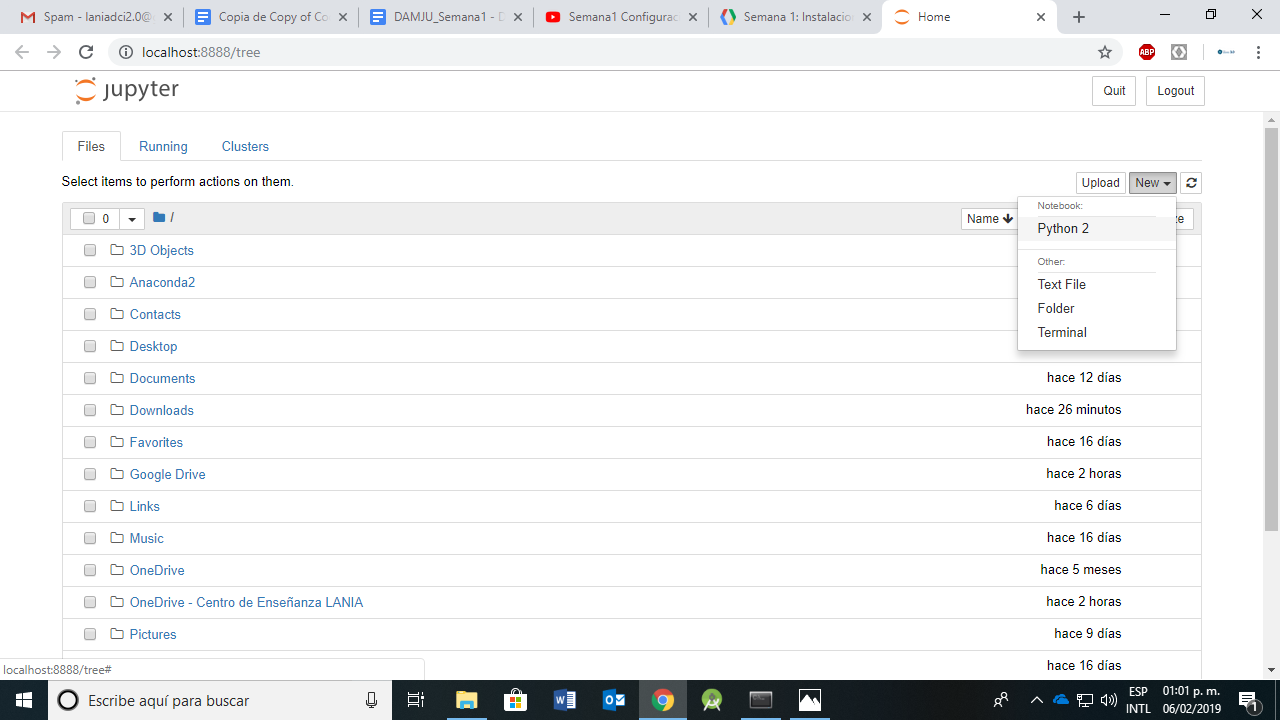 Spam - laniadci2.0@
Copia de Copy of Co
DAMJU_Semana1 - D
Semana1 Configurac
Semana 1: Instalacio
Home
localhost:8888/tree
ABP
jupyter
Quit
Logout
Files
Running
Clusters
Select items to perform actions on them.
Upload
New
0
/
Name
ze
Notebook:
Python 2
Other:
Text File
Folder
Terminal
3D Objects
Anaconda2
Contacts
Desktop
Documents
hace 12 días
Downloads
hace 26 minutos
Favorites
hace 16 días
Google Drive
hace 2 horas
Links
hace 6 días
Music
hace 16 días
OneDrive
hace 5 meses
OneDrive - Centro de Enseñanza LANIA
hace 2 horas
Pictures
hace 9 días
hace 16 días
localhost:8888/tree#
Escribe aquí para buscar
ESP
INTL
01:01 p. m.
06/02/2019
1